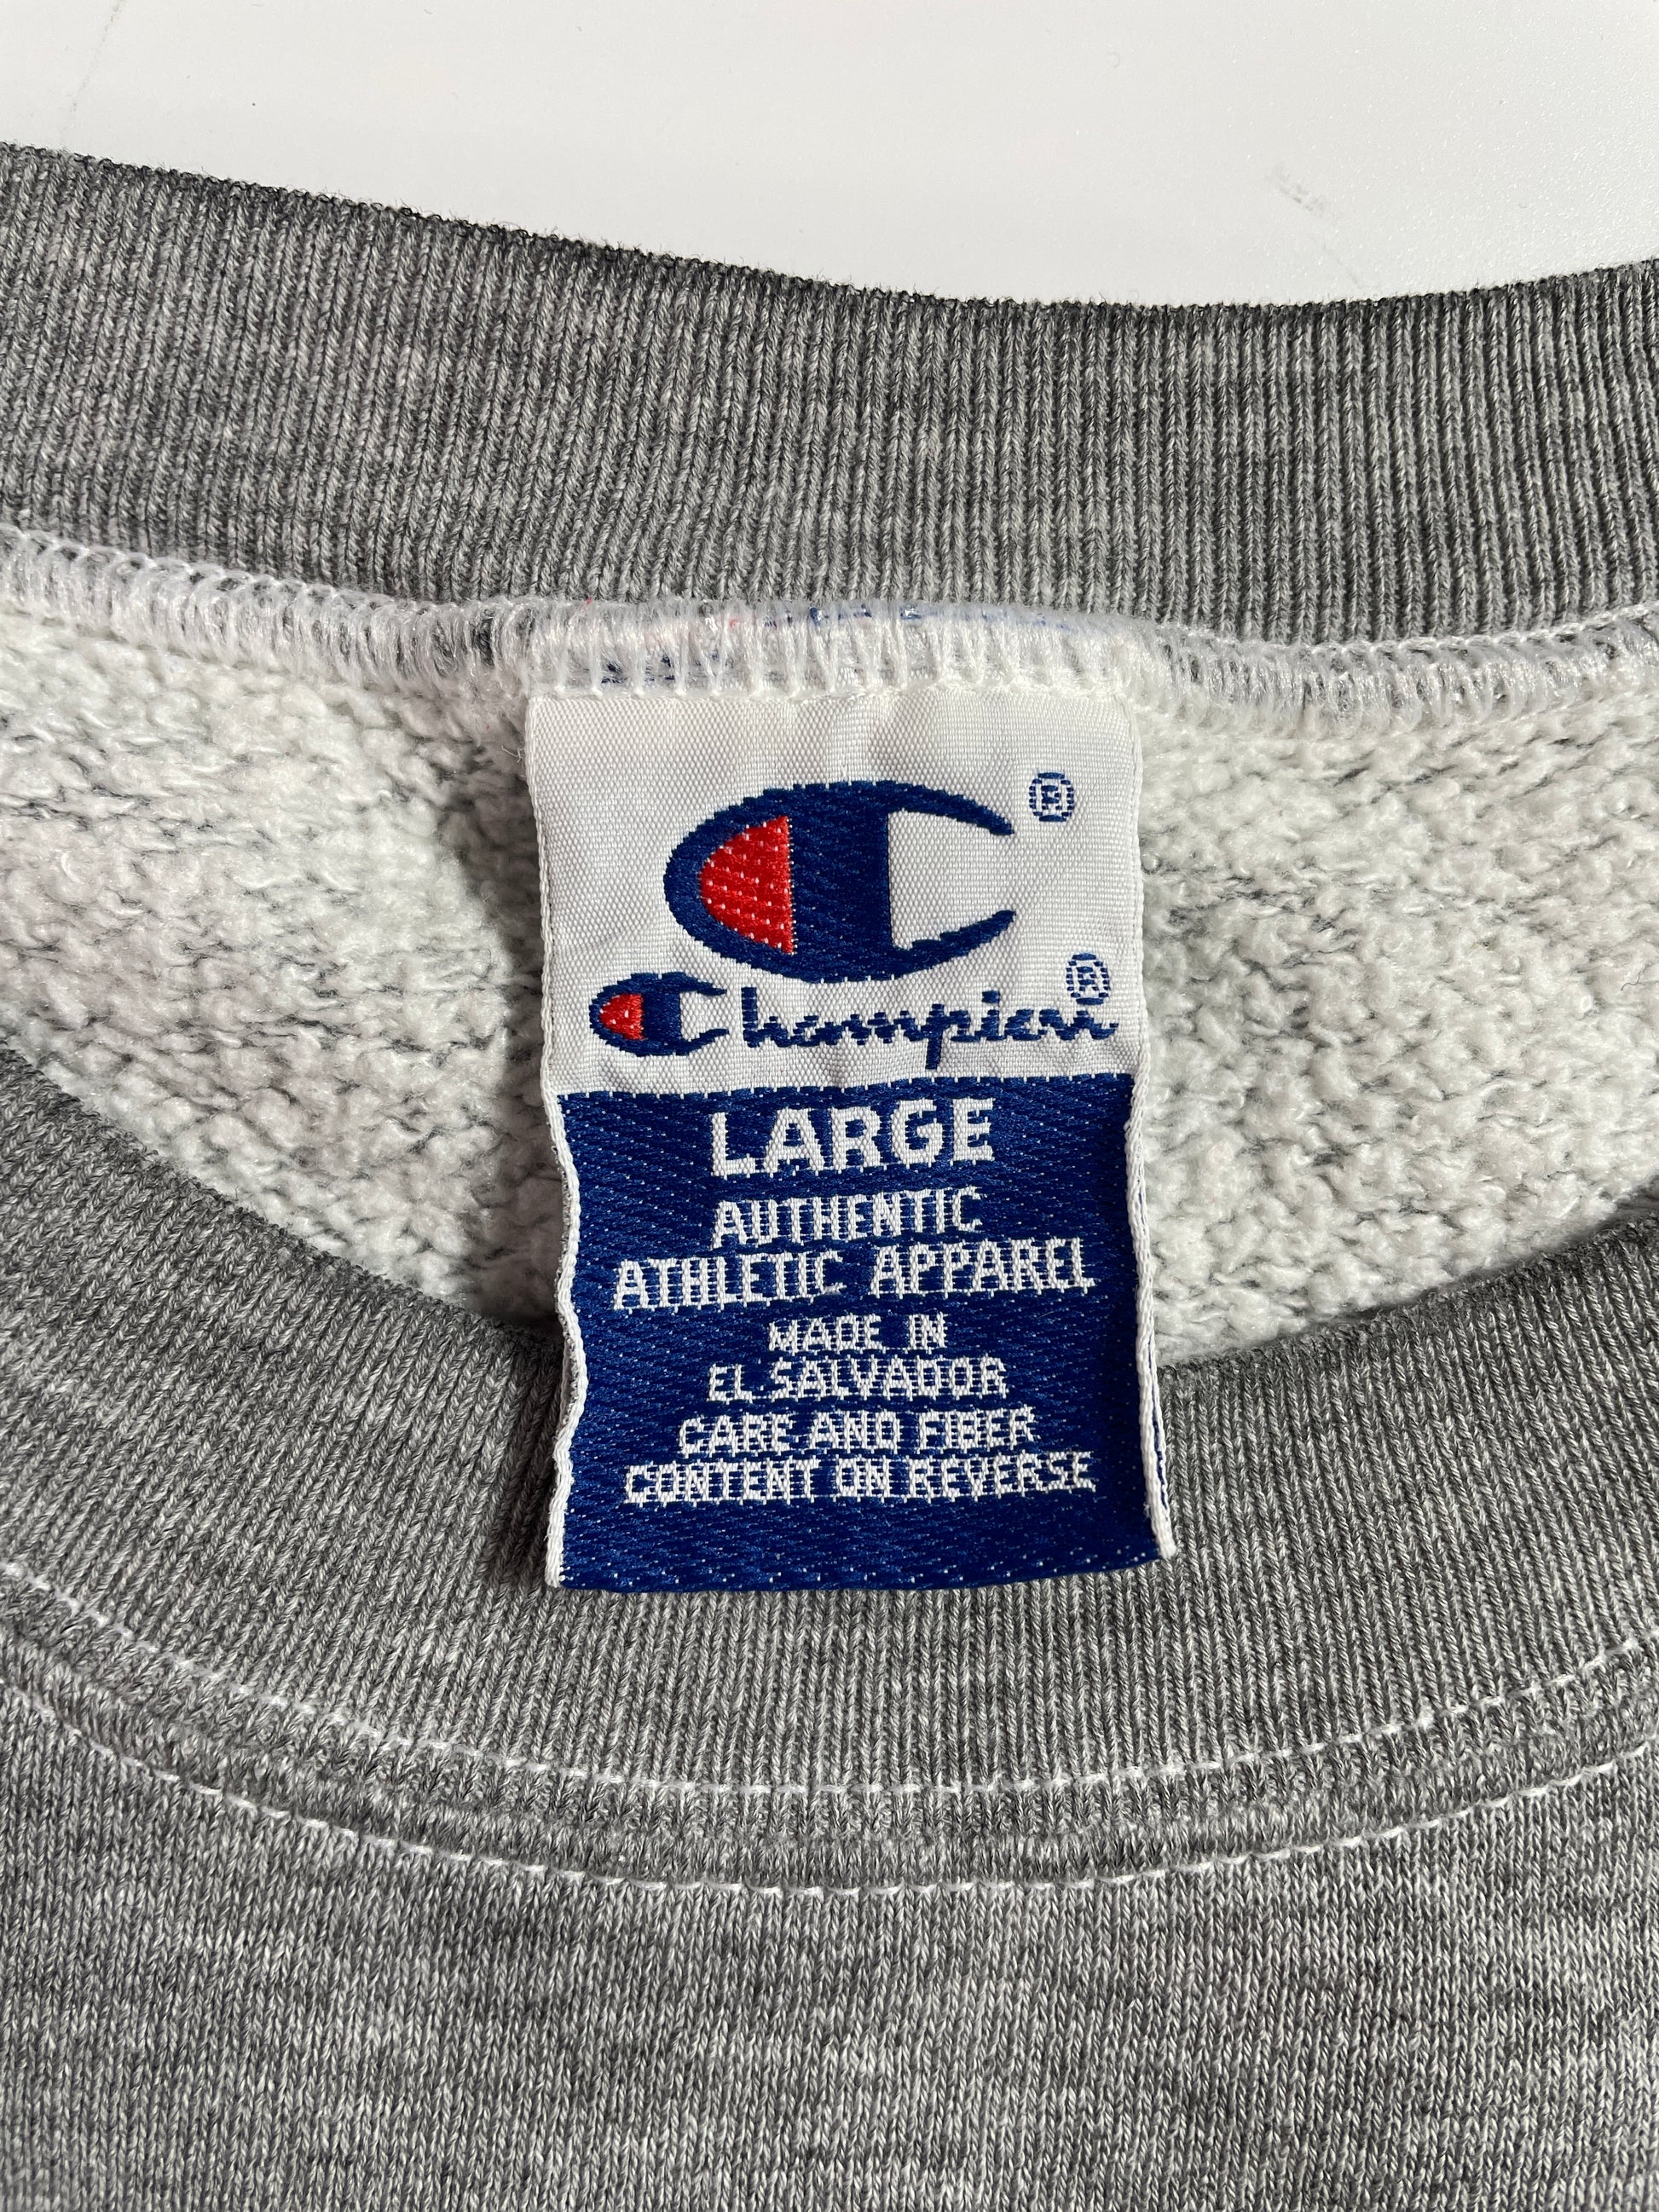 ®
Champion®
LARGE
AUTHENTIC
ATHLETIC APPAREL
MADE IN
EL SALVADOR
CARE AND FIBER
CONTENT ON REVERSE